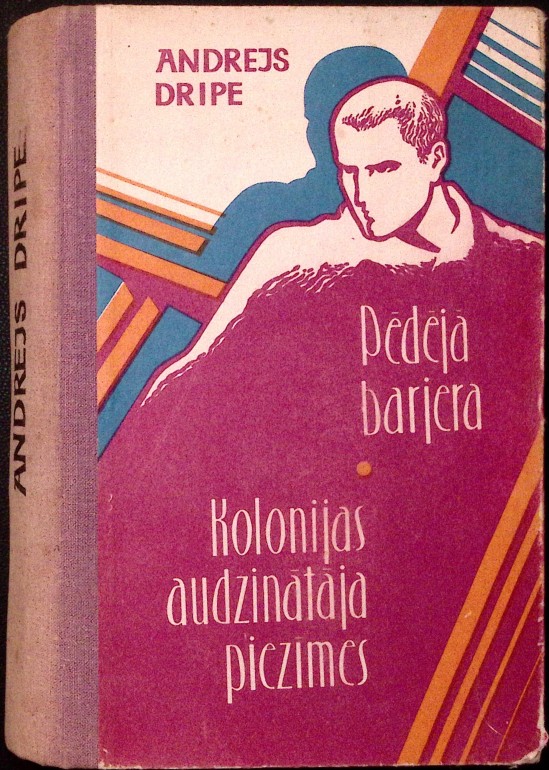 ANDREJS
DRIPE
Pēdējā
barjera
Kolonijas
audzinātāja
piezīmes
ANDREJS DRIPE